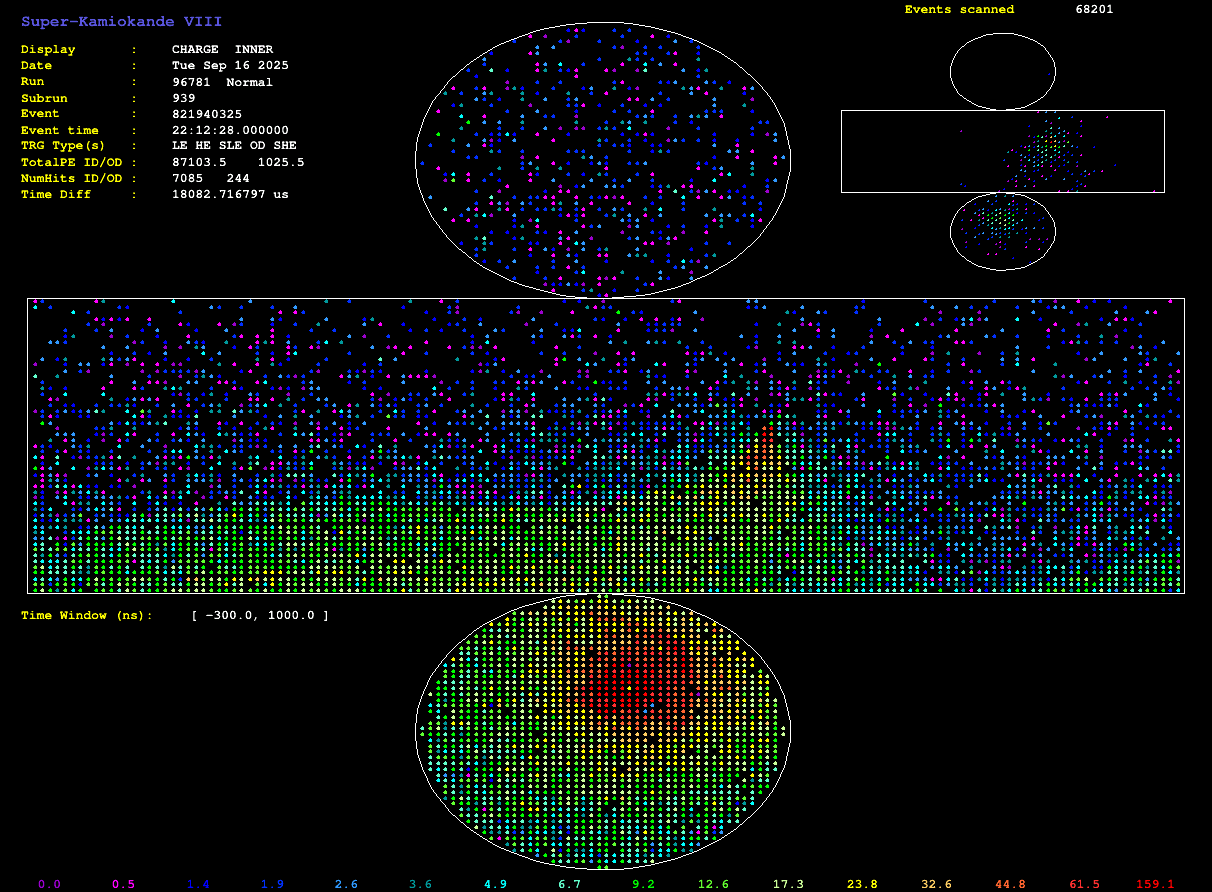 Super-Kamiokande VIII
Display : CHARGE INNER
Date : Tue Sep 16 2025
Run : 96781 Normal
Subrun : 939
Event : 821940325
Event time : 22:12:28.000000
TRG Type(s) : LE HE SLE OD SHE
TotalPE ID/OD : 87103.5 1025.5
NumHits ID/OD : 7085 244
Time Diff : 18082.716797 us
Events scanned 68201
Time Window (ns): [ -300.0, 1000.0 ]
0.0 0.5 1.4 1.9 2.6 3.6 4.9 6.7 9.2 12.6 17.3 23.8 32.6 44.8 61.5 159.1